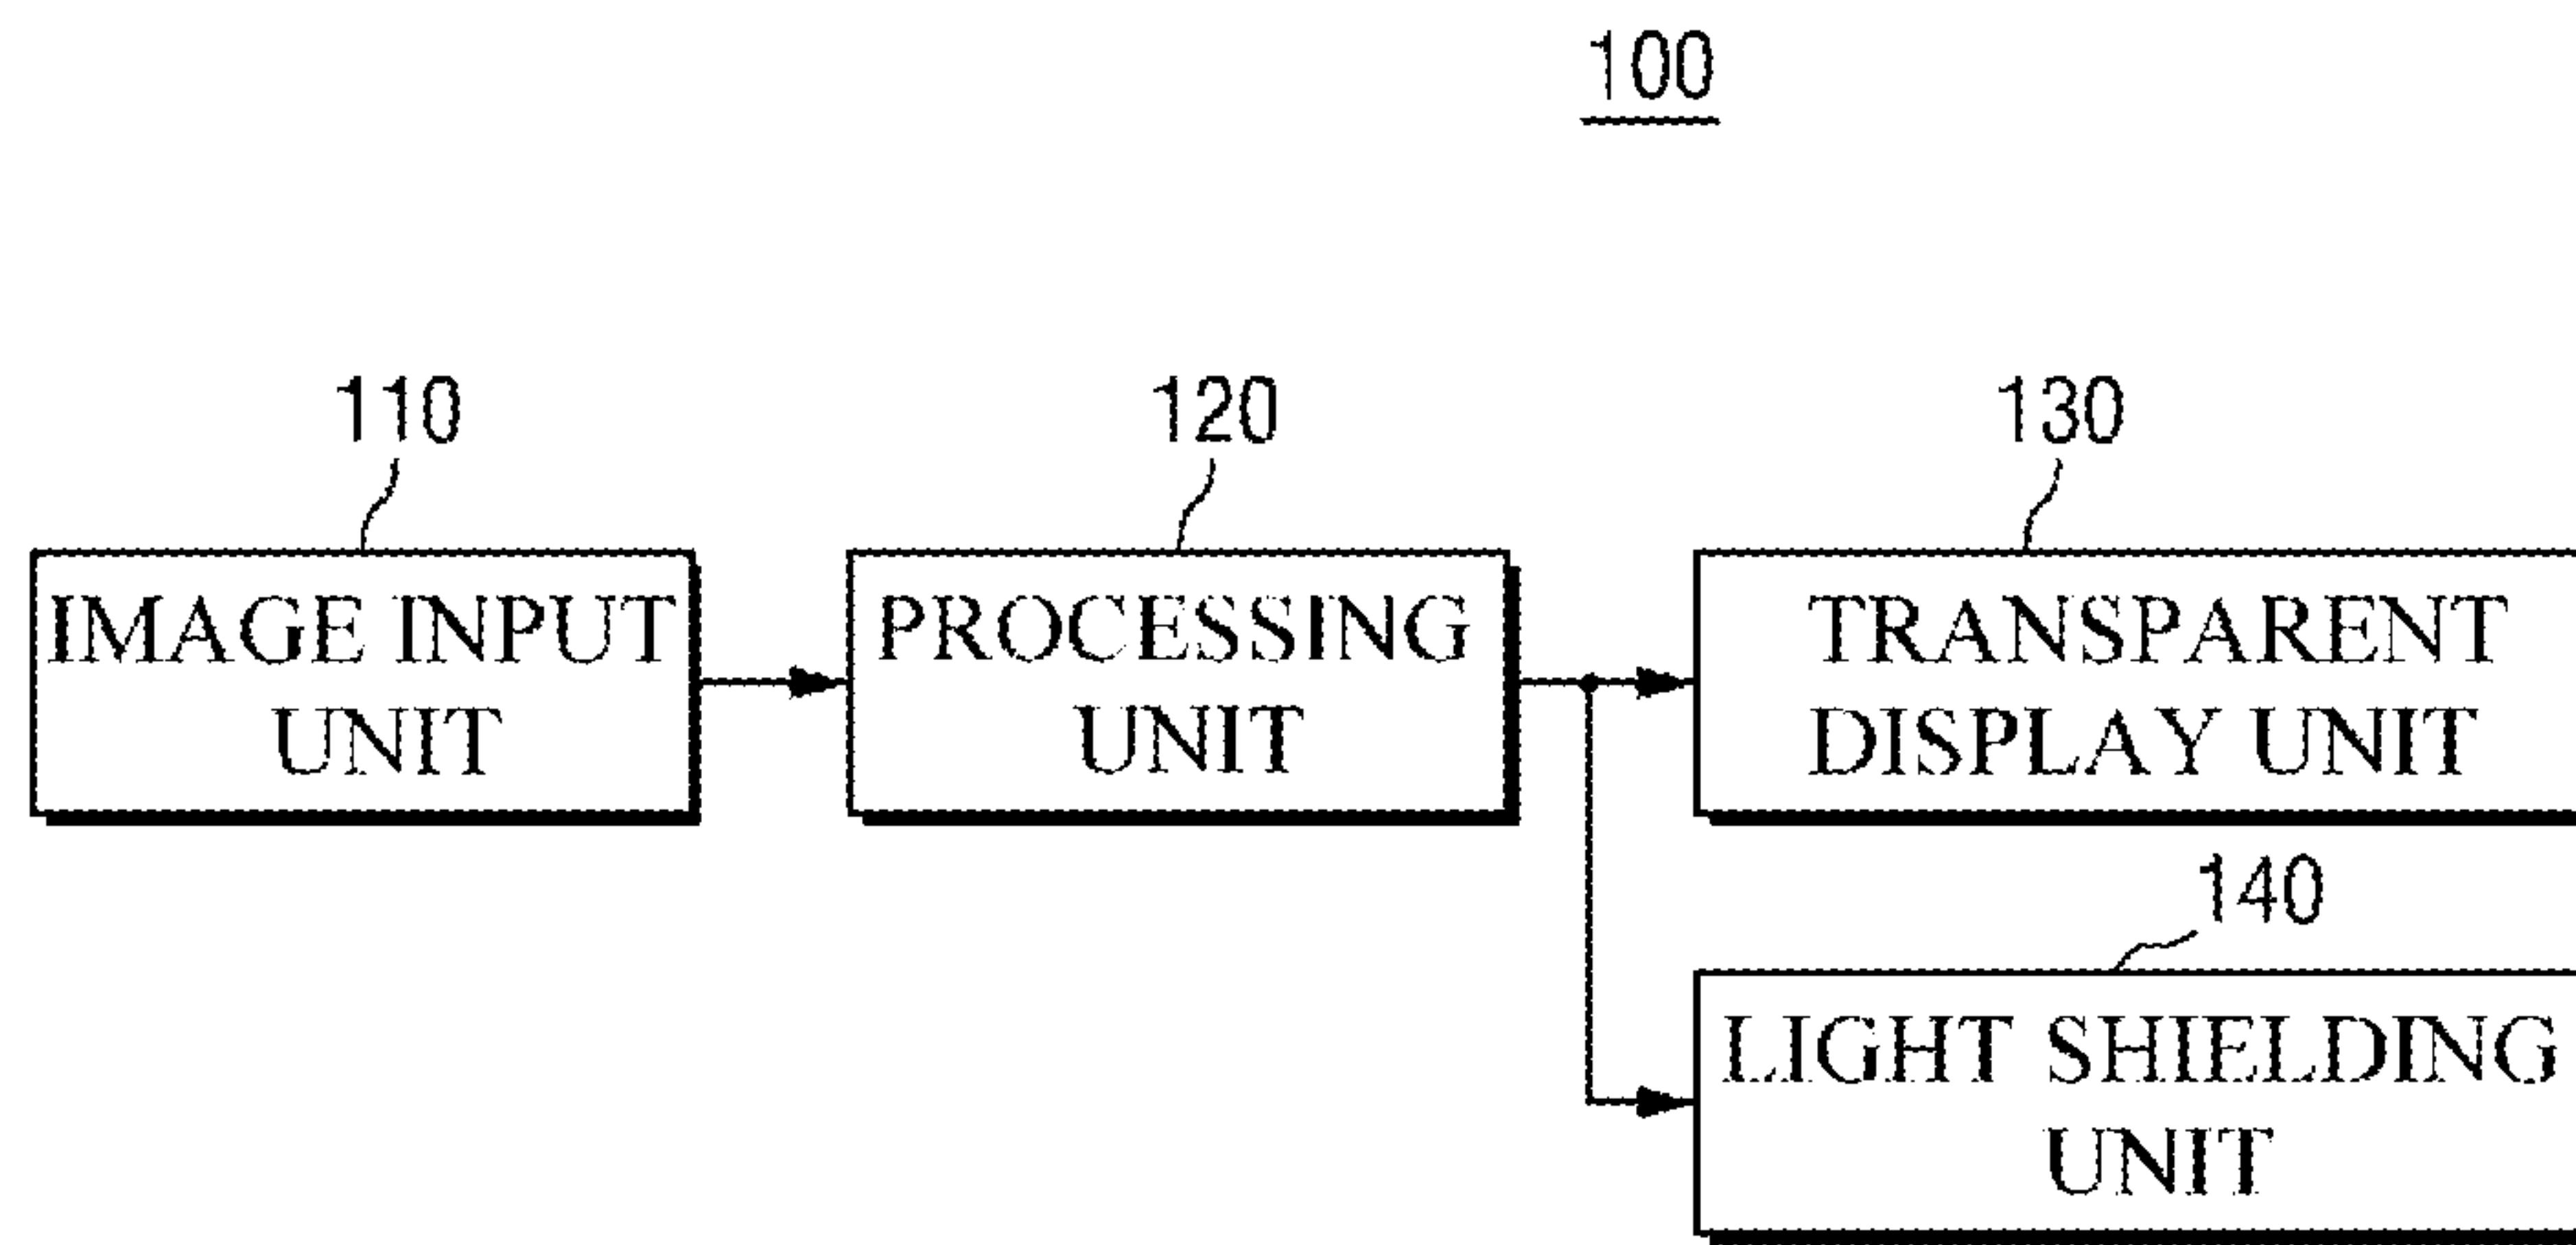 100
110
120
130
IMAGE INPUT
UNIT
PROCESSING
UNIT
TRANSPARENT
DISPLAY UNIT
140
LIGHT SHIELDING
UNIT